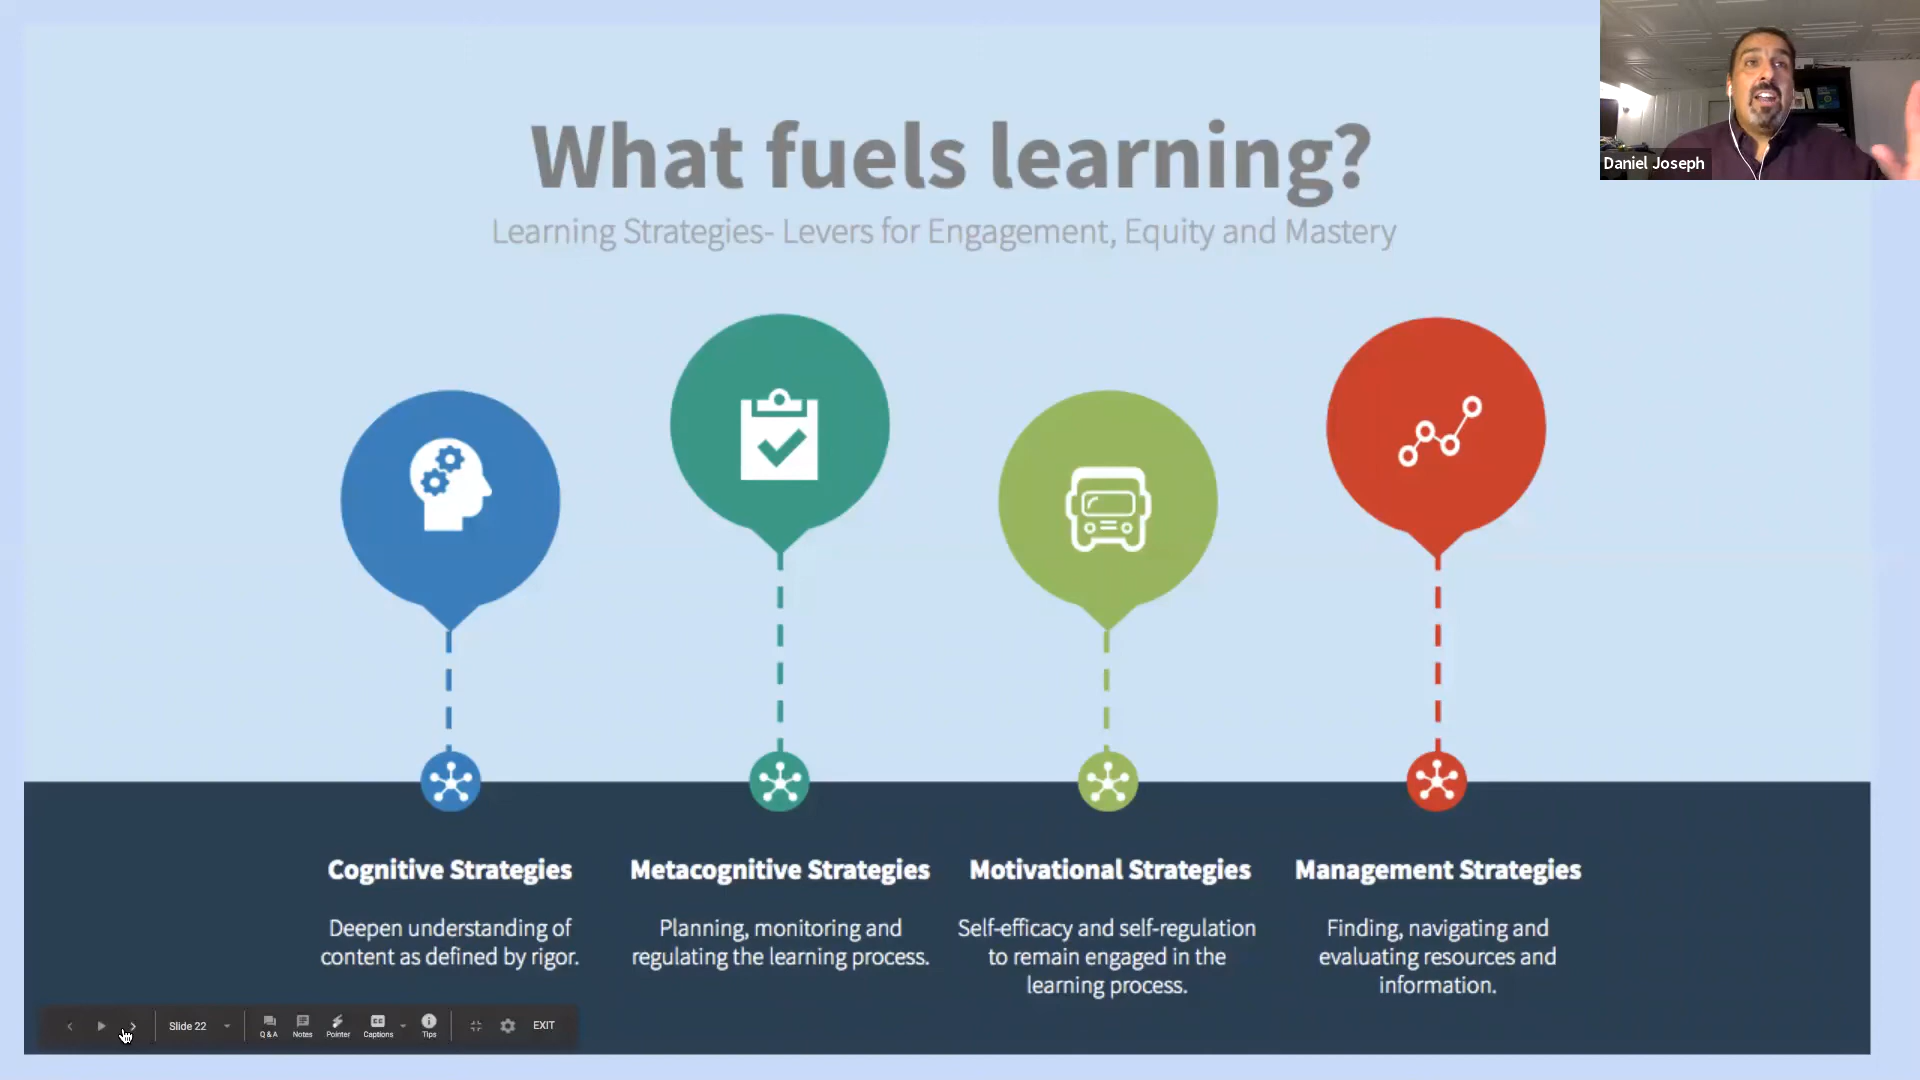 What fuels learning?
Learning Strategies- Levers for Engagement, Equity and Mastery
Daniel Joseph
Cognitive Strategies
Deepen understanding of
content as defined by rigor.
Metacognitive Strategies
Planning, monitoring and
regulating the learning process.
Motivational Strategies
Self-efficacy and self-regulation
to remain engaged in the
learning process.
Management Strategies
Finding, navigating and
evaluating resources and
information.
Slide 22
Q&A
Notes
Pointer
CC
Captions
Tips
EXIT